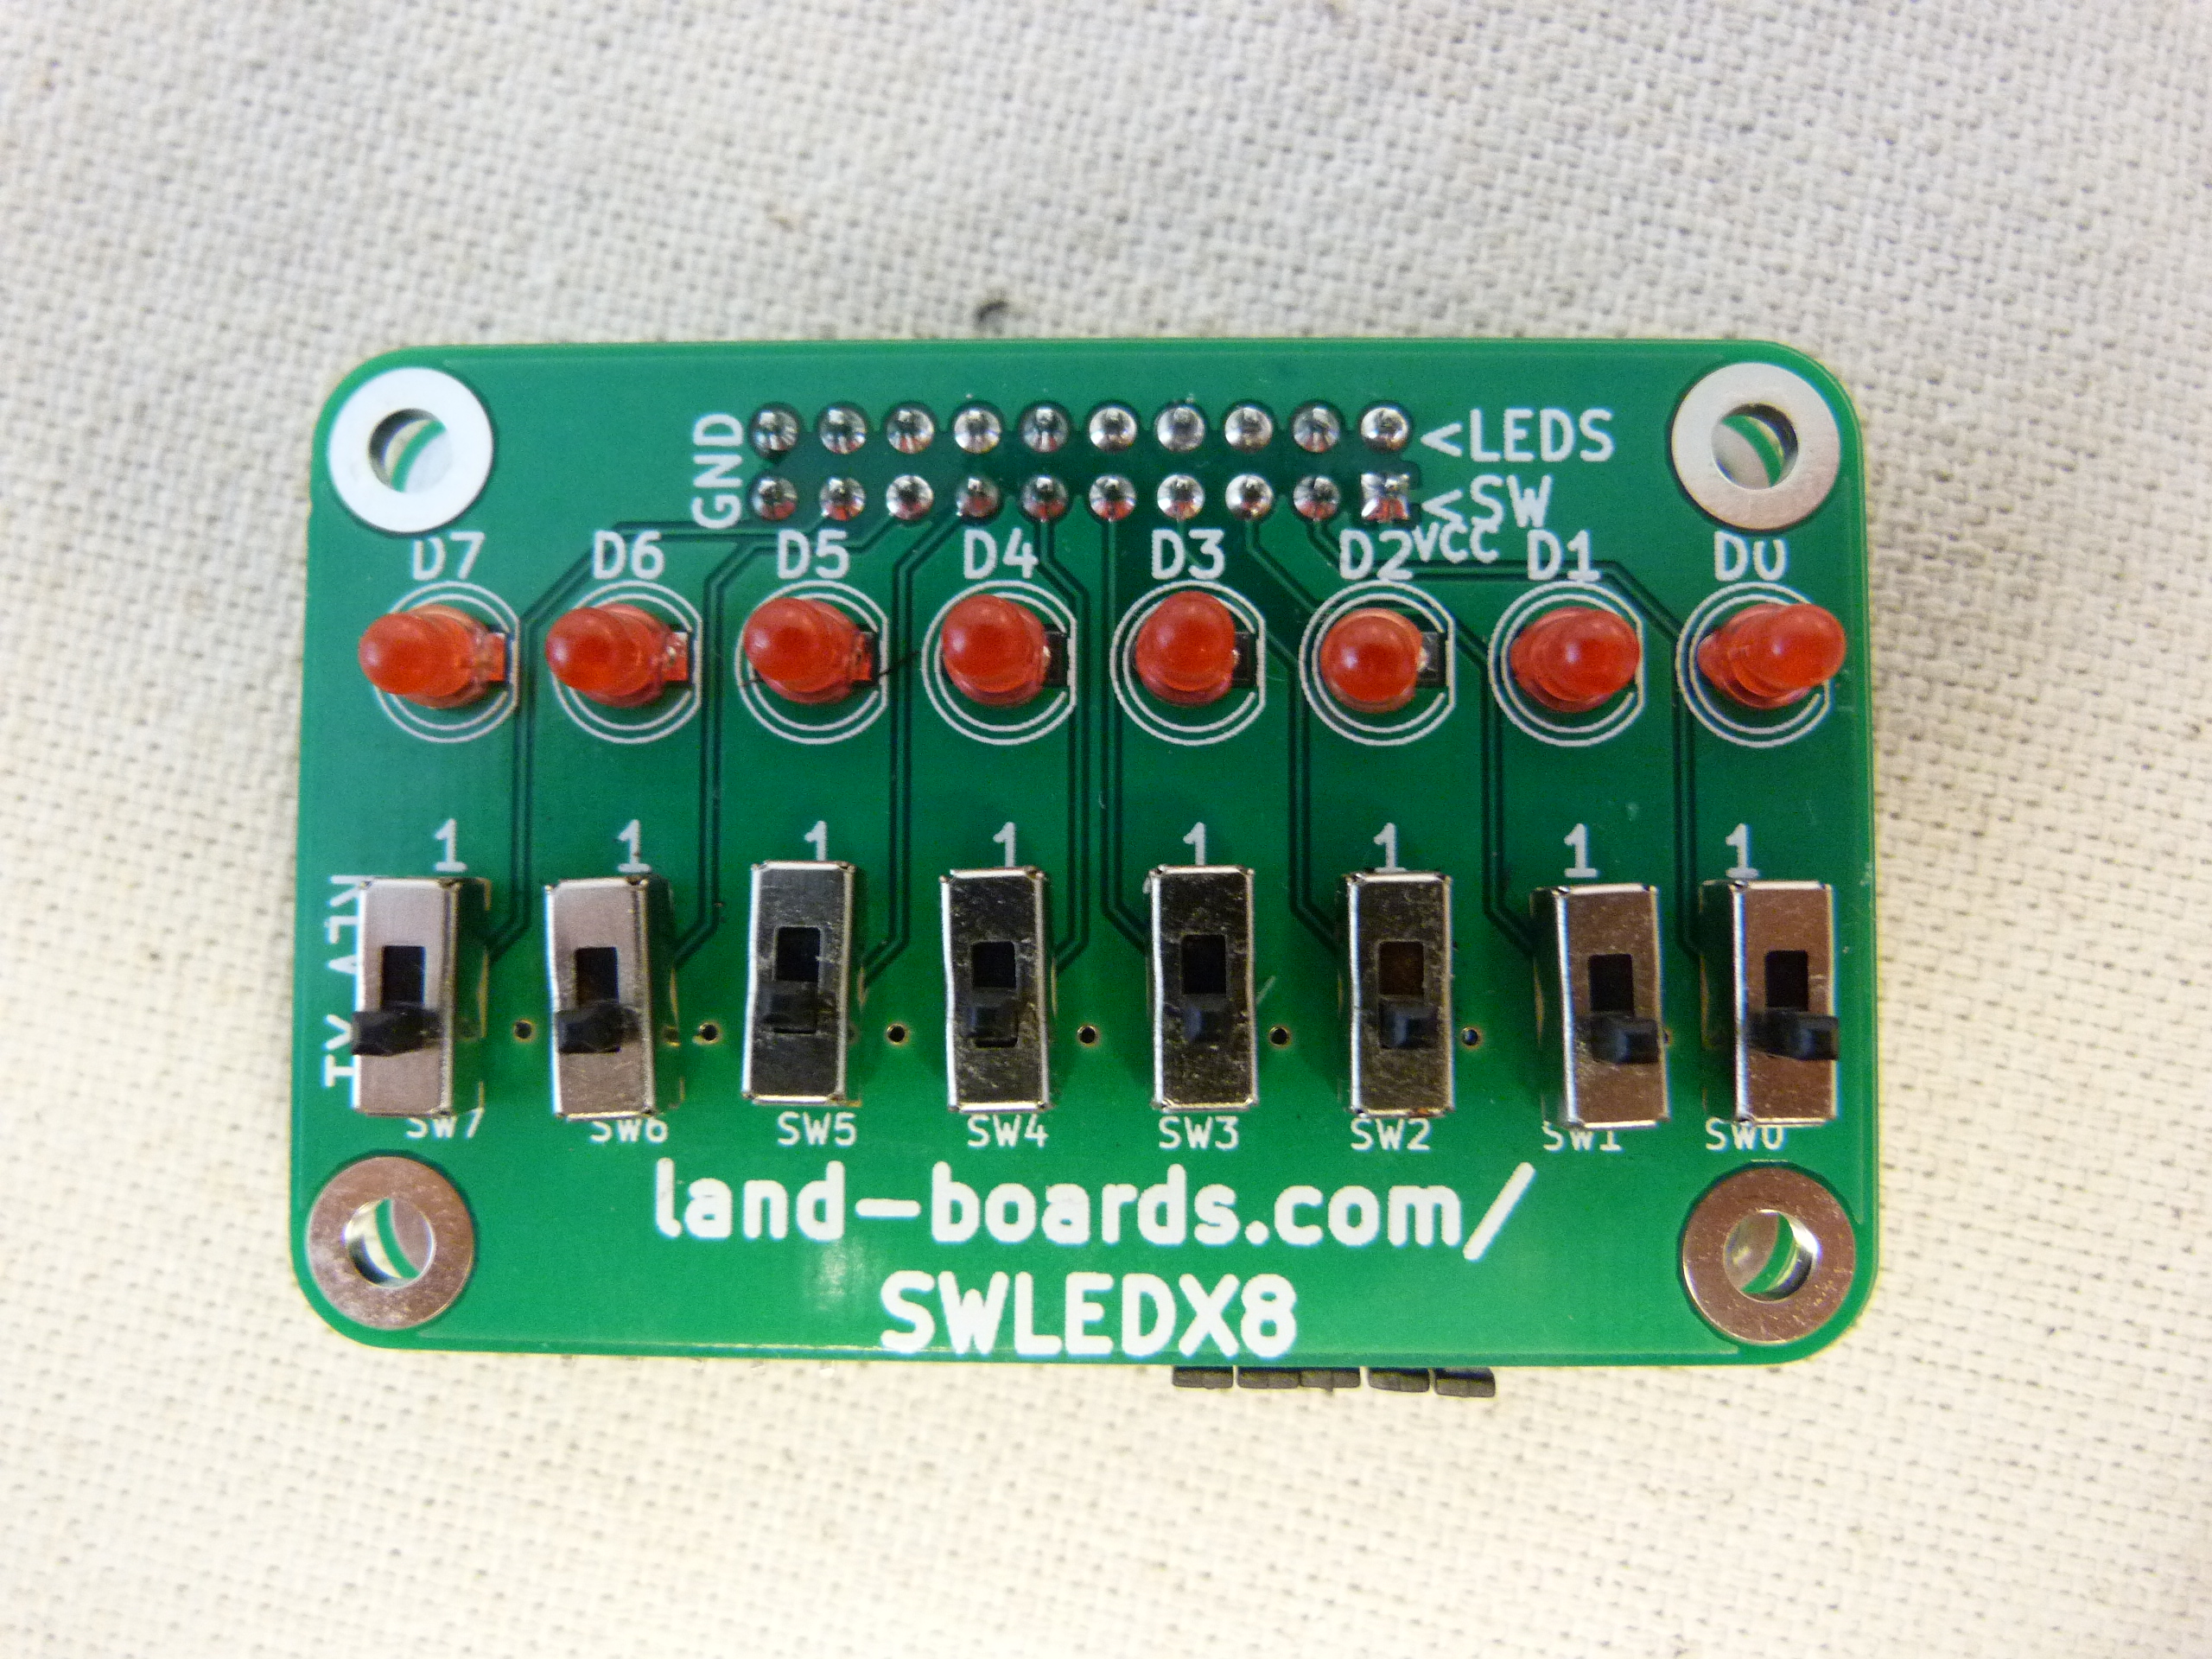 GND
<LEDS
<SW
VCC
D7 D6 D5 D4 D3 D2 D1 D0
1 1 1 1 1 1 1 1
SW7 SW6 SW5 SW4 SW3 SW2 SW1 SW0
land-boards.com/
SWLEDX8